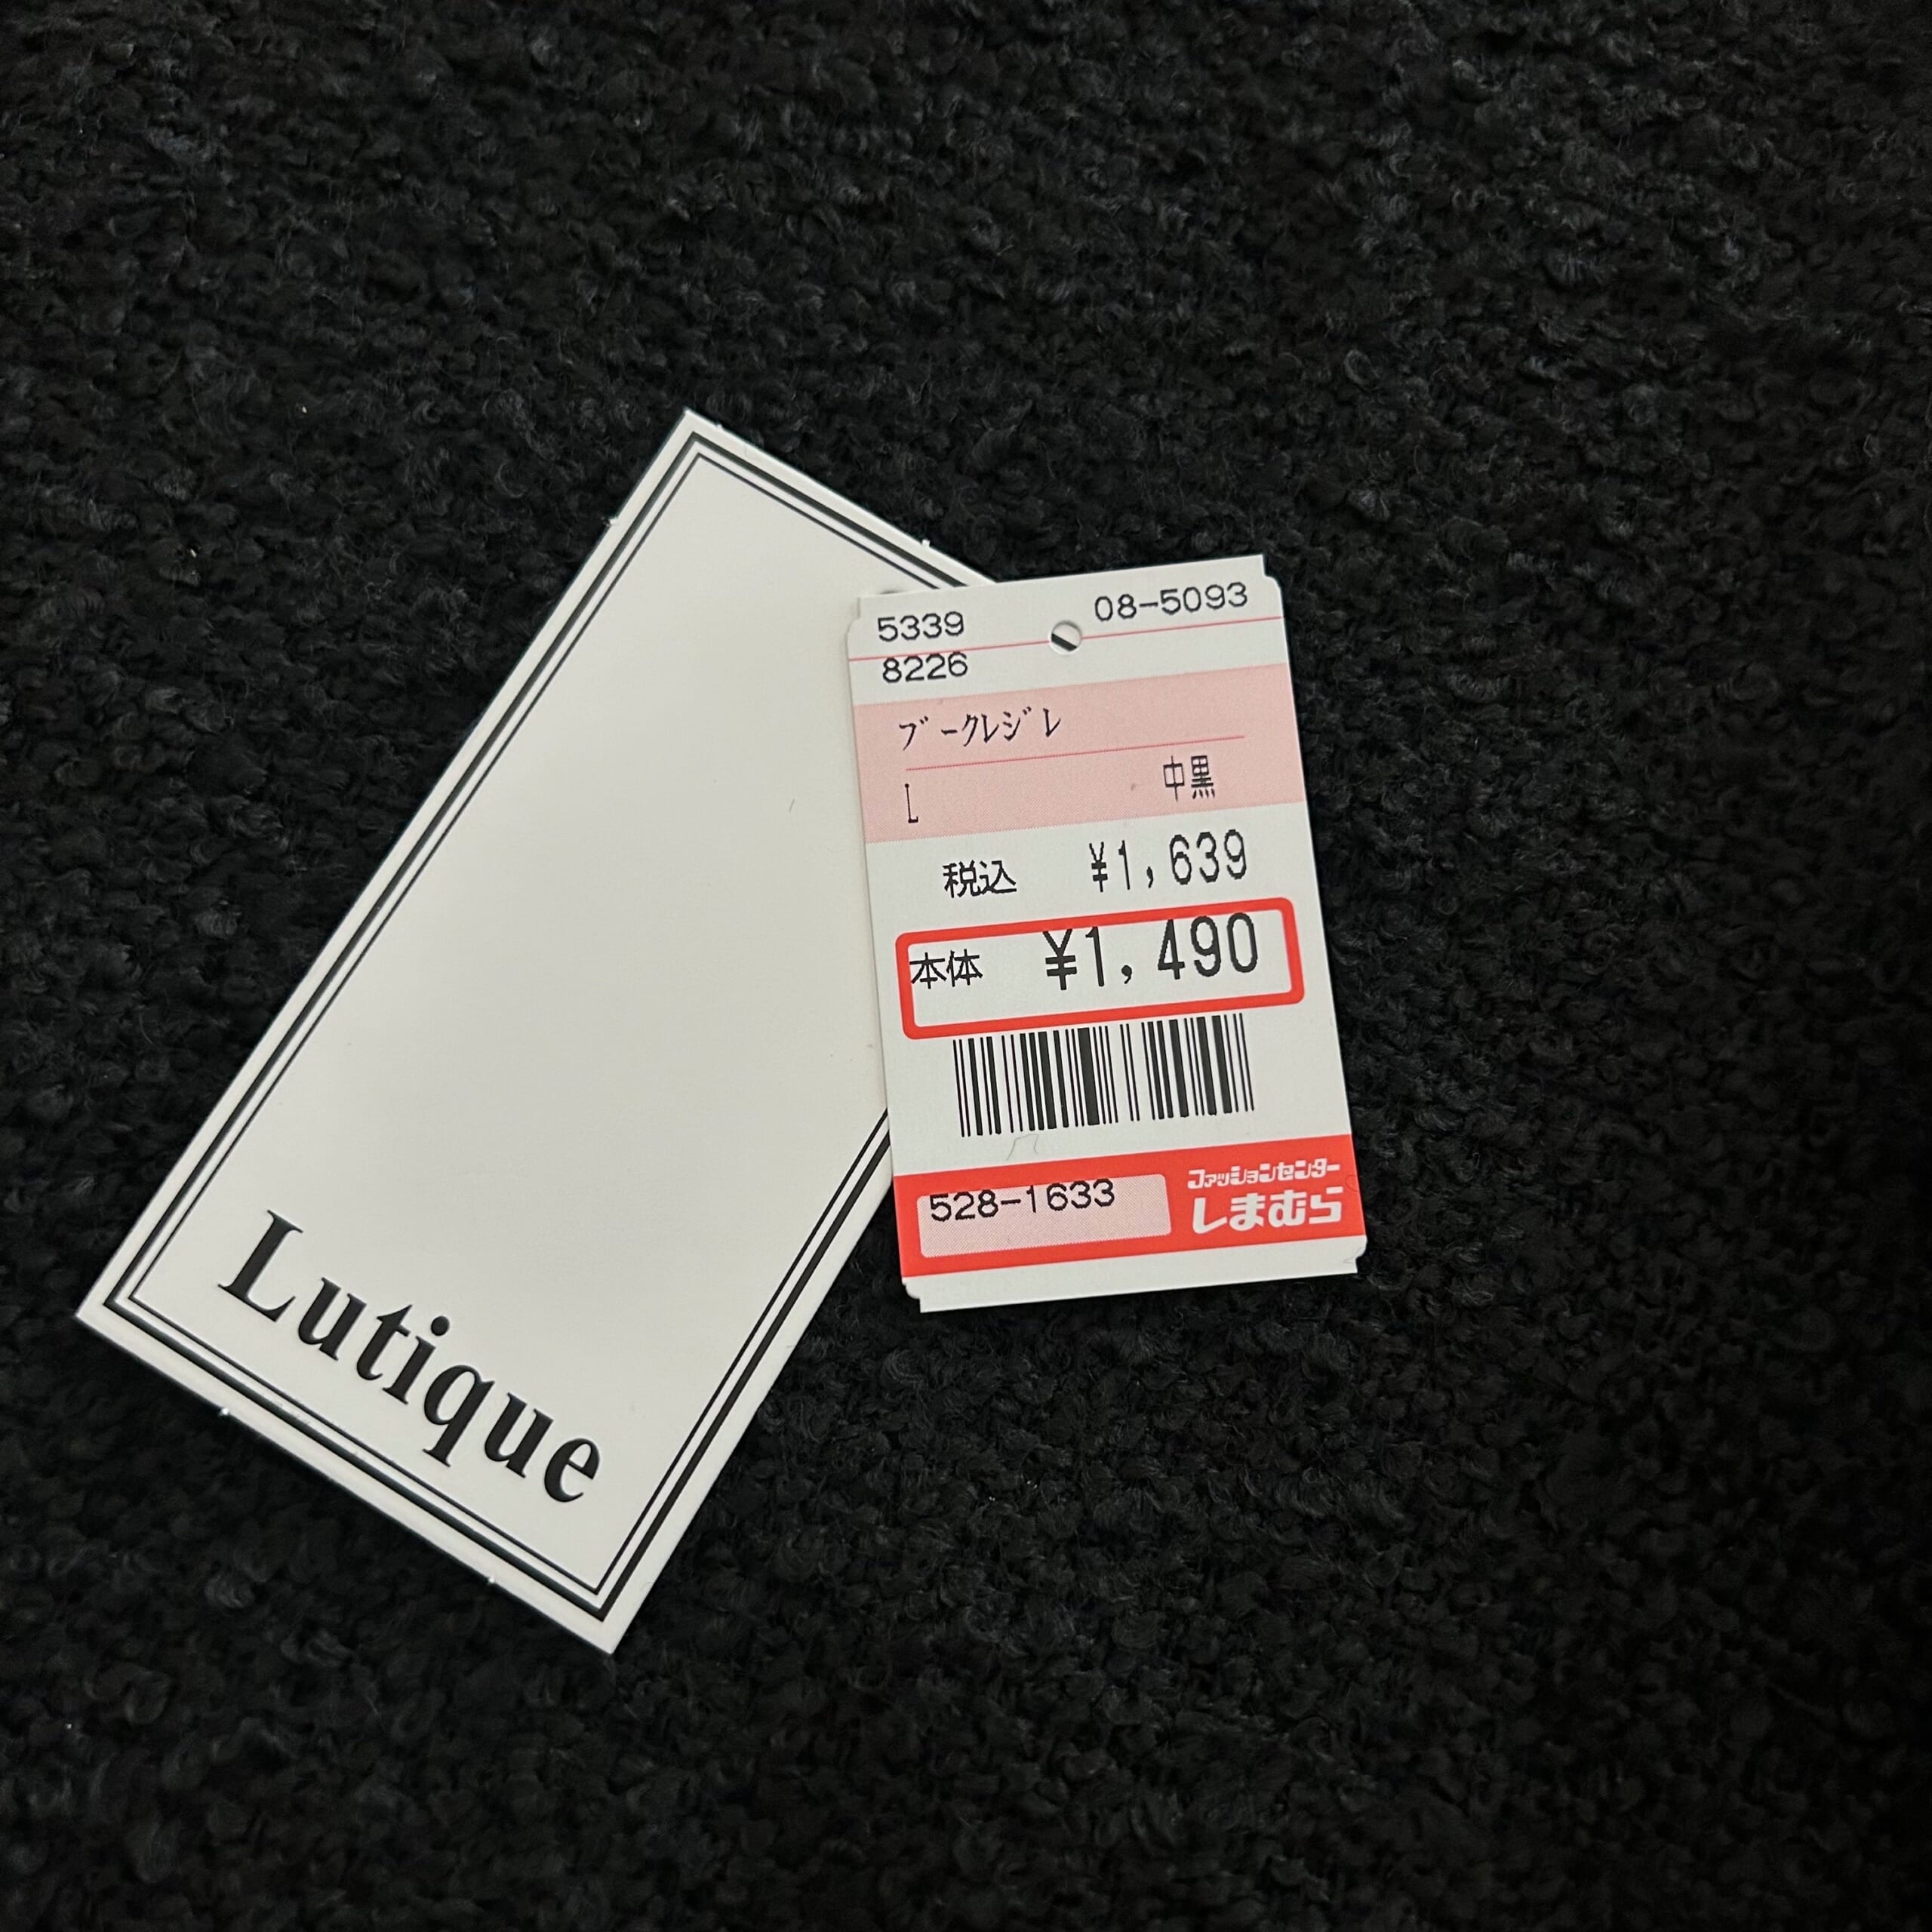 5339 08-5093
8226
ブークレジレ
L 中黒
税込 ¥1,639
本体 ¥1,490
528-1633
ファッションセンター
しまむら
Lutique